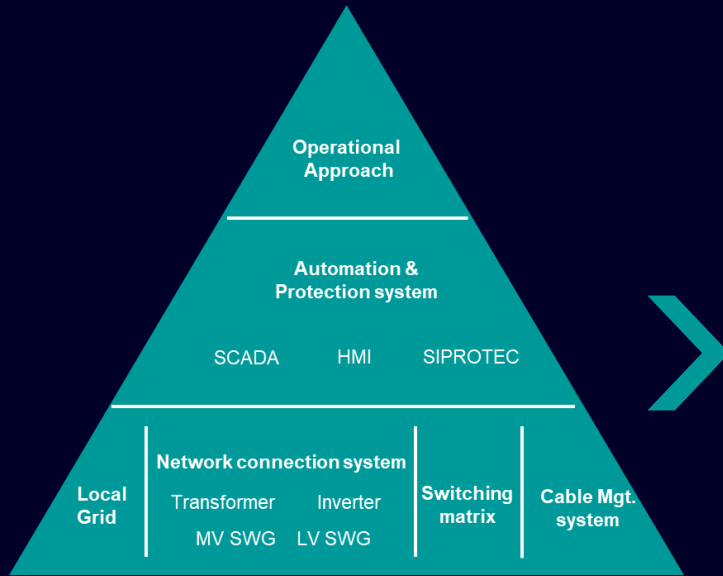 Operational
Approach
Automation &
Protection system
SCADA HMI SIPROTEC
Local
Grid
Network connection system
Transformer Inverter
MV SWG LV SWG
Switching
matrix
Cable Mgt.
system